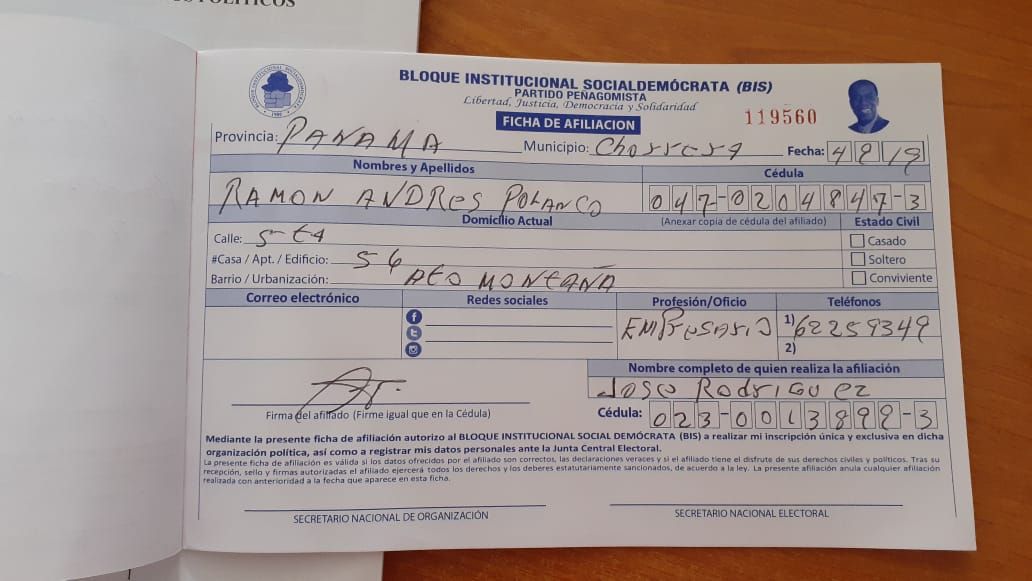 OLÍTICOS
BLOQUE INSTITUCIONAL SOCIALDEMÓCRATA (BIS)
PARTIDO PEÑAGOMISTA
Libertad, Justicia, Democracia y Solidaridad
119560
FICHA DE AFILIACION
Provincia: PANAMA Municipio: Chorrera Fecha:
Nombres y Apellidos Cédula
RAMON ANDRES POLANCO 047-0204847-3
Domicilio Actual (Anexar copia de cédula del afiliado) Estado Civil
Calle: Casado
#Casa / Apt. / Edificio: Soltero
Barrio / Urbanización: MONTAÑA Conviviente
Correo electrónico Redes sociales Profesión/Oficio Teléfonos
EMPresario 1) 62259349
2)
Nombre completo de quien realiza la afiliación
Jose Rodriguez
Firma del afiliado (Firme igual que en la Cédula) Cédula: 023-0013899-3
Mediante la presente ficha de afiliación autorizo al BLOQUE INSTITUCIONAL SOCIAL DEMÓCRATA (BIS) a realizar mi inscripción única y exclusiva en dicha
organización política, así como a registrar mis datos personales ante la Junta Central Electoral.
La presente ficha de afiliación es válida si los datos ofrecidos por el afiliado son correctos, las declaraciones veraces y si el afiliado tiene el disfrute de sus derechos civiles y políticos. Tras su
recepción, sello y firmas autorizadas el afiliado ejercerá todos los derechos y los deberes estatutariamente sancionados, de acuerdo a la ley. La presente afiliación anula cualquier afiliación
realizada con anterioridad a la fecha que aparece en esta ficha.
SECRETARIO NACIONAL DE ORGANIZACIÓN SECRETARIO NACIONAL ELECTORAL